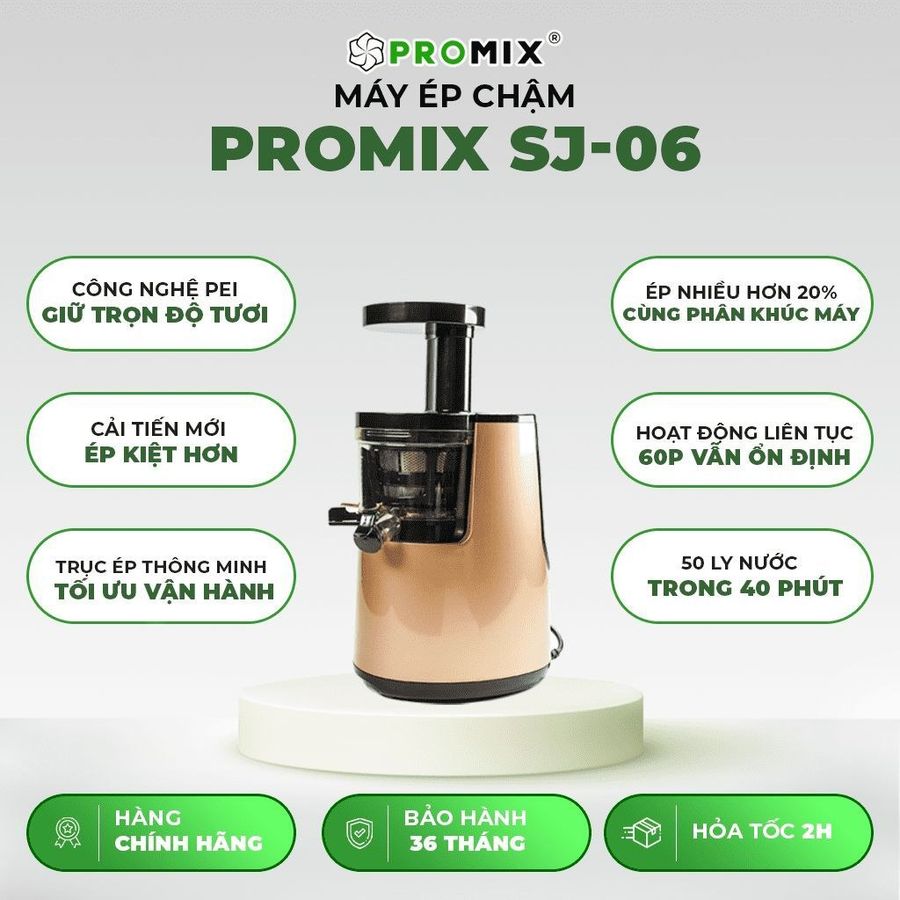 PROMIX®
MÁY ÉP CHẬM
PROMIX SJ-06
CÔNG NGHỆ PEI
GIỮ TRỌN ĐỘ TƯƠI
ÉP NHIỀU HƠN 20%
CÙNG PHÂN KHÚC MÁY
CẢI TIẾN MỚI
ÉP KIỆT HƠN
HOẠT ĐỘNG LIÊN TỤC
60P VẪN ỔN ĐỊNH
TRỤC ÉP THÔNG MINH
TỐI ƯU VẬN HÀNH
50 LY NƯỚC
TRONG 40 PHÚT
HÀNG
CHÍNH HÃNG
BẢO HÀNH
36 THÁNG
HỎA TỐC 2H